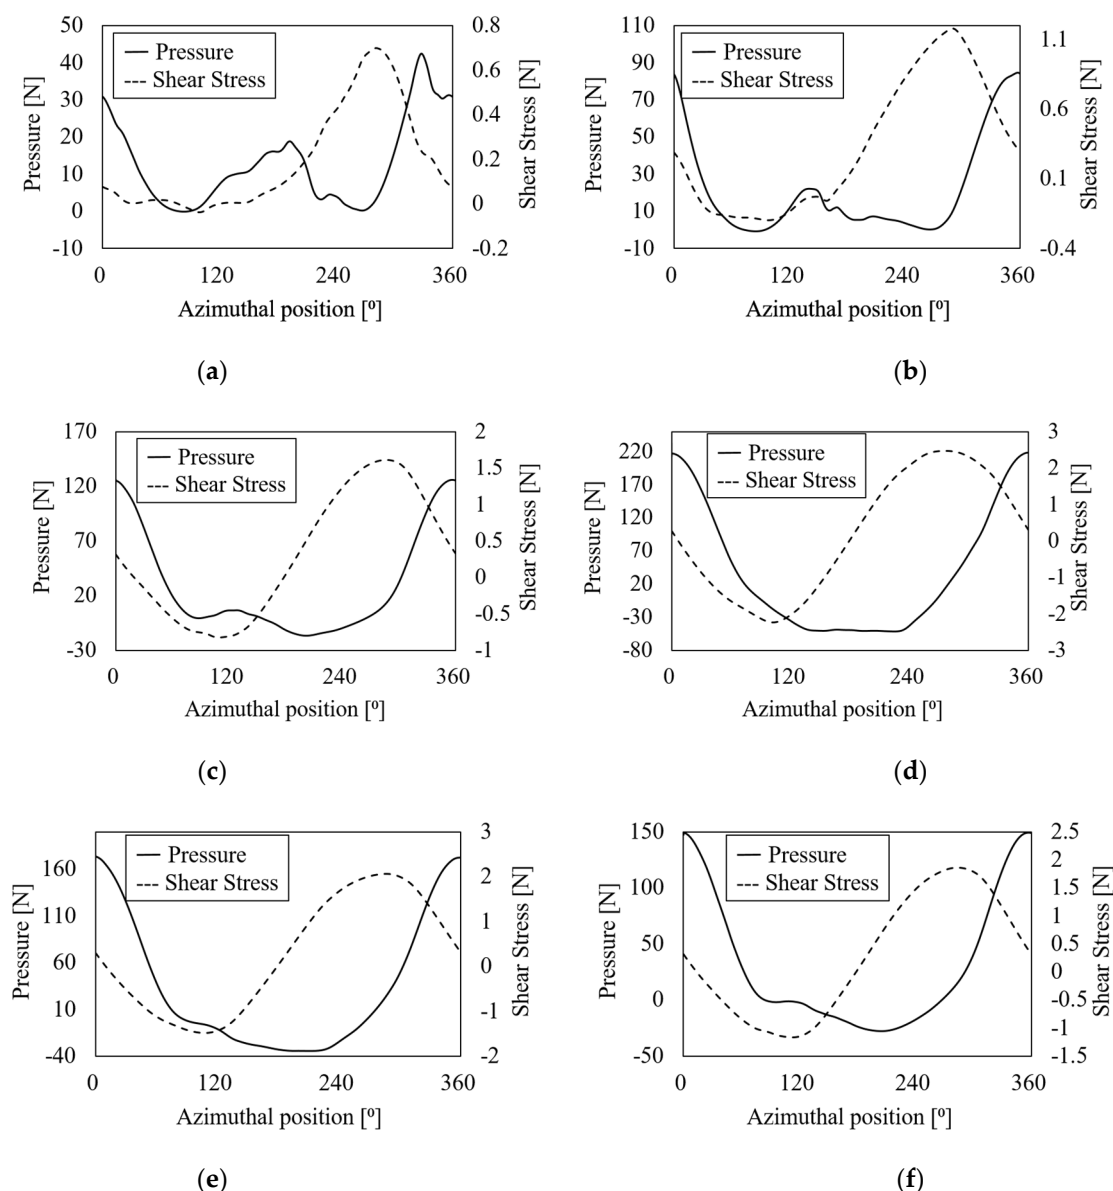 (a)
50
40
30
20
10
0
-10
Pressure [N]
0.8
0.6
0.4
0.2
0
-0.2
Shear Stress [N]
Pressure
Shear Stress
0 120 240 360
Azimuthal position [º]
(a)
(b)
110
90
70
50
30
10
-10
Pressure [N]
1.1
0.6
0.1
-0.4
Shear Stress [N]
Pressure
Shear Stress
0 120 240 360
Azimuthal position [º]
(b)
170
120
70
20
-30
Pressure [N]
2
1.5
1
0.5
0
-0.5
-1
Shear Stress [N]
Pressure
Shear Stress
0 120 240 360
Azimuthal position [º]
(c)
220
170
120
70
20
-30
-80
Pressure [N]
3
2
1
0
-1
-2
-3
Shear Stress [N]
Pressure
Shear Stress
0 120 240 360
Azimuthal position [º]
(d)
160
110
60
10
-40
Pressure [N]
3
2
1
0
-1
-2
Shear Stress [N]
Pressure
Shear Stress
0 120 240 360
Azimuthal position [º]
(e)
150
100
50
0
-50
Pressure [N]
2.5
2
1.5
1
0.5
0
-0.5
-1
-1.5
Shear Stress [N]
Pressure
Shear Stress
0 120 240 360
Azimuthal position [º]
(f)